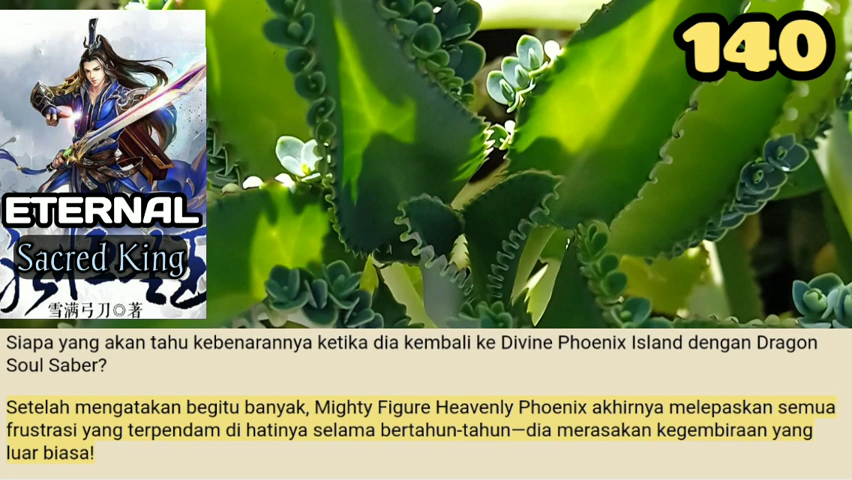 140
ETERNAL
Sacred King
雪满弓刀◎著
Siapa yang akan tahu kebenarannya ketika dia kembali ke Divine Phoenix Island dengan Dragon
Soul Saber?
Setelah mengatakan begitu banyak, Mighty Figure Heavenly Phoenix akhirnya melepaskan semua
frustrasi yang terpendam di hatinya selama bertahun-tahun—dia merasakan kegembiraan yang
luar biasa!